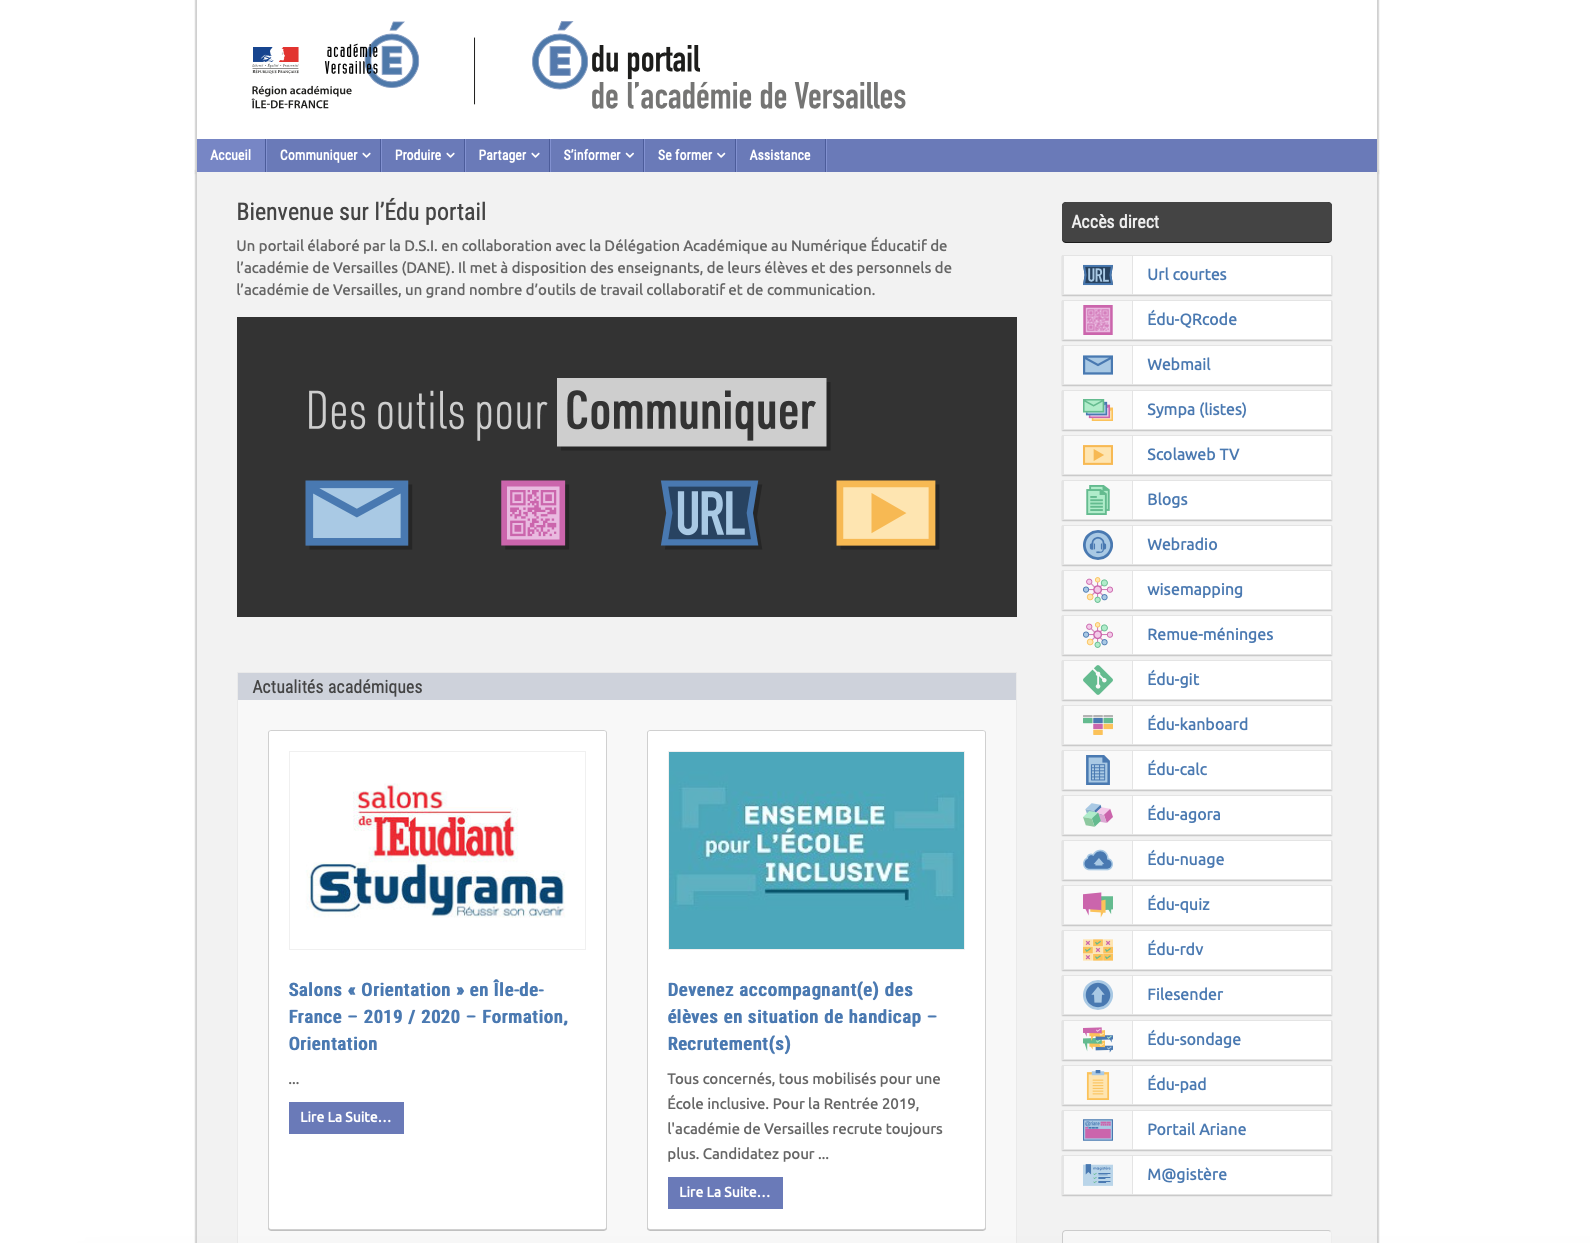 RÉPUBLIQUE FRANÇAISE
académie
Versailles
É
Région académique
ÎLE-DE-FRANCE
É du portail
de l'académie de Versailles
Accueil
Communiquer
Produire
Partager
S'informer
Se former
Assistance
Bienvenue sur l'Édu portail
Un portail élaboré par la D.S.I. en collaboration avec la Délégation Académique au Numérique Éducatif de
l'académie de Versailles (DANE). Il met à disposition des enseignants, de leurs élèves et des personnels de
l'académie de Versailles, un grand nombre d'outils de travail collaboratif et de communication.
Des outils pour Communiquer
URL
Actualités académiques
salons
de l'Etudiant
Studyrama
Réussir son avenir
Salons « Orientation » en Île-de-
France – 2019 / 2020 – Formation,
Orientation
...
Lire La Suite...
ENSEMBLE
pour L'ÉCOLE
INCLUSIVE
Devenez accompagnant(e) des
élèves en situation de handicap –
Recrutement(s)
Tous concernés, tous mobilisés pour une
École inclusive. Pour la Rentrée 2019,
l'académie de Versailles recrute toujours
plus. Candidatez pour ...
Lire La Suite...
Accès direct
URL Url courtes
Édu-QRcode
Webmail
Sympa (listes)
Scolaweb TV
Blogs
Webradio
wisemapping
Remue-méninges
Édu-git
Édu-kanboard
Édu-calc
Édu-agora
Édu-nuage
Édu-quiz
Édu-rdv
Filesender
Édu-sondage
Édu-pad
Portail Ariane
M@gistère